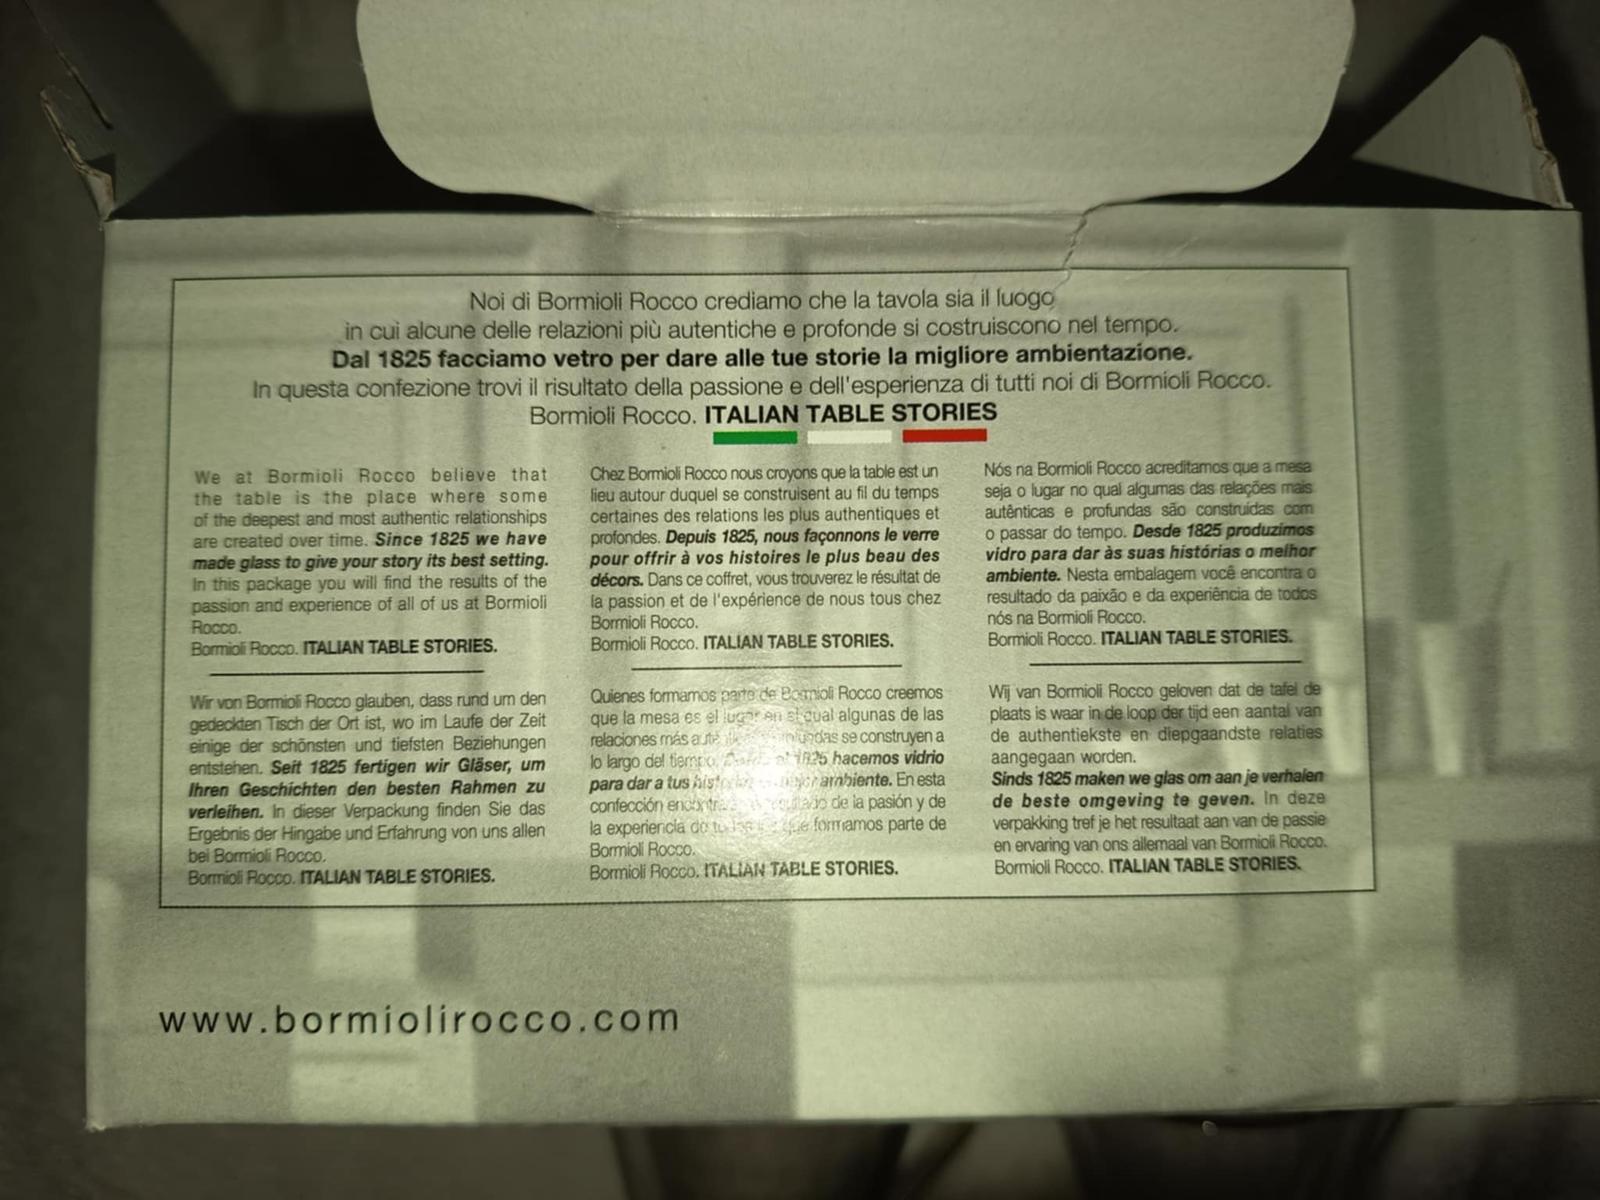 Noi di Bormioli Rocco crediamo che la tavola sia il luogo
in cui alcune delle relazioni più autentiche e profonde si costruiscono nel tempo.
Dal 1825 facciamo vetro per dare alle tue storie la migliore ambientazione.
In questa confezione trovi il risultato della passione e dell'esperienza di tutti noi di Bormioli Rocco.
Bormioli Rocco. ITALIAN TABLE STORIES
We at Bormioli Rocco believe that
the table is the place where some
of the deepest and most authentic relationships
are created over time. Since 1825 we have
made glass to give your story its best setting.
In this package you will find the results of the
passion and experience of all of us at Bormioli
Rocco.
Bormioli Rocco. ITALIAN TABLE STORIES.
Chez Bormioli Rocco nous croyons que la table est un
lieu autour duquel se construisent au fil du temps
certaines des relations les plus authentiques et
profondes. Depuis 1825, nous façonnons le verre
pour offrir à vos histoires le plus beau des
décors. Dans ce coffret, vous trouverez le résultat de
la passion et de l'expérience de nous tous chez
Bormioli Rocco.
Bormioli Rocco. ITALIAN TABLE STORIES.
Nós na Bormioli Rocco acreditamos que a mesa
seja o lugar no qual algumas das relações mais
autênticas e profundas são construídas com
o passar do tempo. Desde 1825 produzimos
vidro para dar às suas histórias o melhor
ambiente. Nesta embalagem você encontra o
resultado da paixão e da experiência de todos
nós na Bormioli Rocco.
Bormioli Rocco. ITALIAN TABLE STORIES.
Wir von Bormioli Rocco glauben, dass rund um den
gedeckten Tisch der Ort ist, wo im Laufe der Zeit
einige der schönsten und tiefsten Beziehungen
entstehen. Seit 1825 fertigen wir Gläser, um
Ihren Geschichten den besten Rahmen zu
verleihen. In dieser Verpackung finden Sie das
Ergebnis der Hingabe und Erfahrung von uns allen
bei Bormioli Rocco.
Bormioli Rocco. ITALIAN TABLE STORIES.
Quienes formamos parte de Bormioli Rocco creemos
que la mesa es el lugar en el cual algunas de las
relaciones más se construyen a
lo largo del tiempo. 1825 hacemos vidrio
para dar a tus ambiente. En esta
confección de la pasión y de
la experiencia de formamos parte de
Bormioli Rocco.
Bormioli Rocco. ITALIAN TABLE STORIES.
Wij van Bormioli Rocco geloven dat de tafel de
plaats is waar in de loop der tijd een aantal van
de authentiekste en diepgaandste relaties
aangegaan worden.
Sinds 1825 maken we glas om aan je verhalen
de beste omgeving te geven. In deze
verpakking tref je het resultaat aan van de passie
en ervaring van ons allemaal van Bormioli Rocco.
Bormioli Rocco. ITALIAN TABLE STORIES.
www.bormiolirocco.com